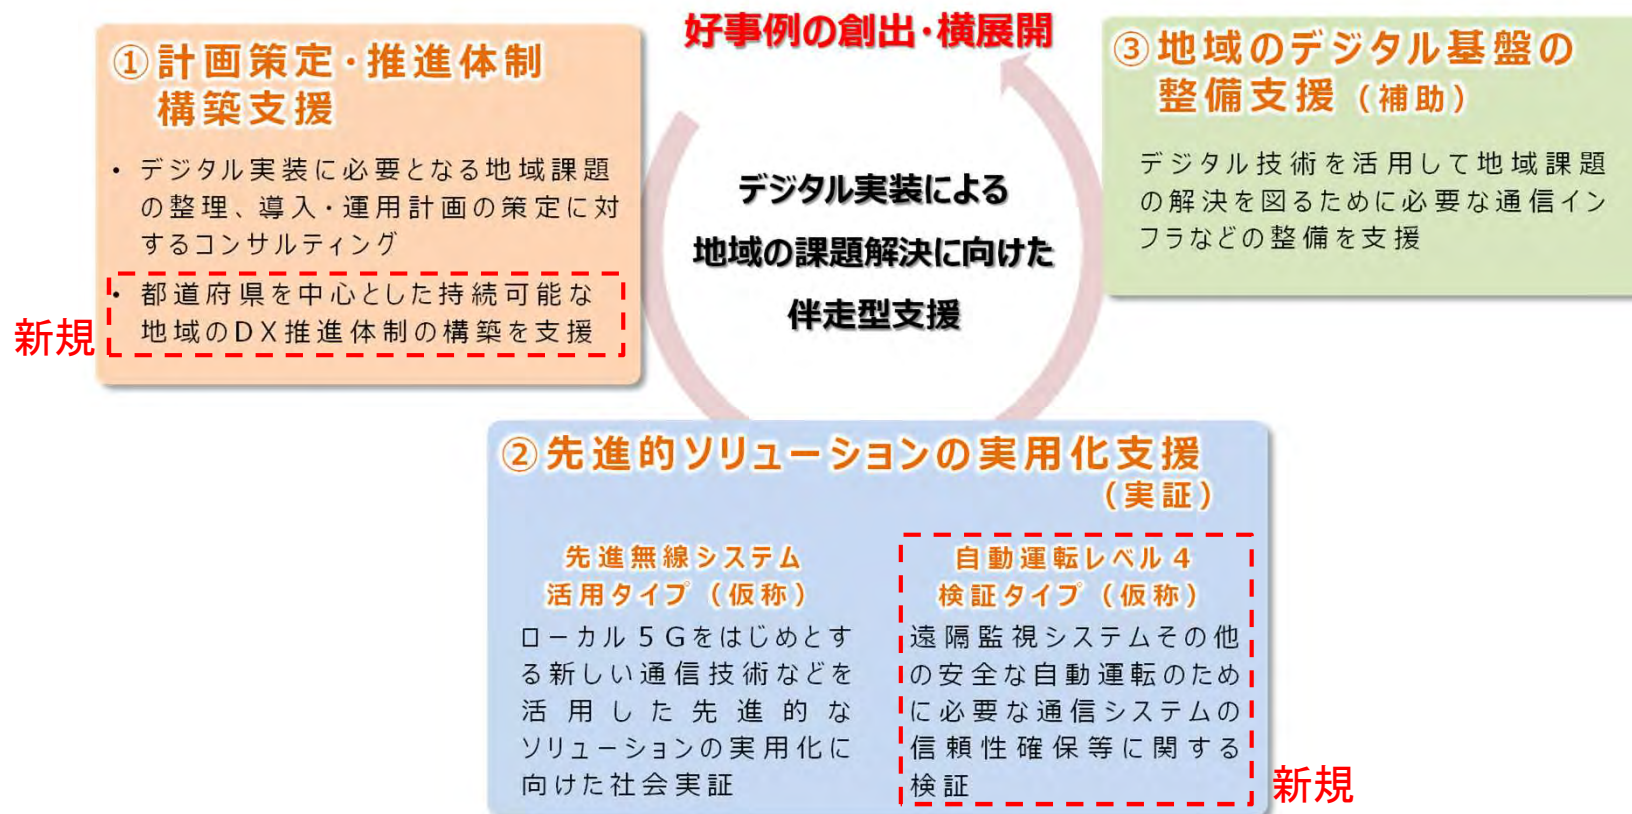 好事例の創出・横展開
①計画策定・推進体制
構築支援
・デジタル実装に必要となる地域課題
の整理、導入・運用計画の策定に対
するコンサルティング
・都道府県を中心とした持続可能な
地域のDX推進体制の構築を支援
新規
デジタル実装による
地域の課題解決に向けた
伴走型支援
③地域のデジタル基盤の
整備支援（補助）
デジタル技術を活用して地域課題
の解決を図るために必要な通信イン
フラなどの整備を支援
②先進的ソリューションの実用化支援
（実証）
先進無線システム
活用タイプ（仮称）
ローカル５Gをはじめとす
る新しい通信技術などを
活用した先進的な
ソリューションの実用化に
向けた社会実証
自動運転レベル４
検証タイプ（仮称）
遠隔監視システムその他
の安全な自動運転のため
に必要な通信システムの
信頼性確保等に関する
検証
新規